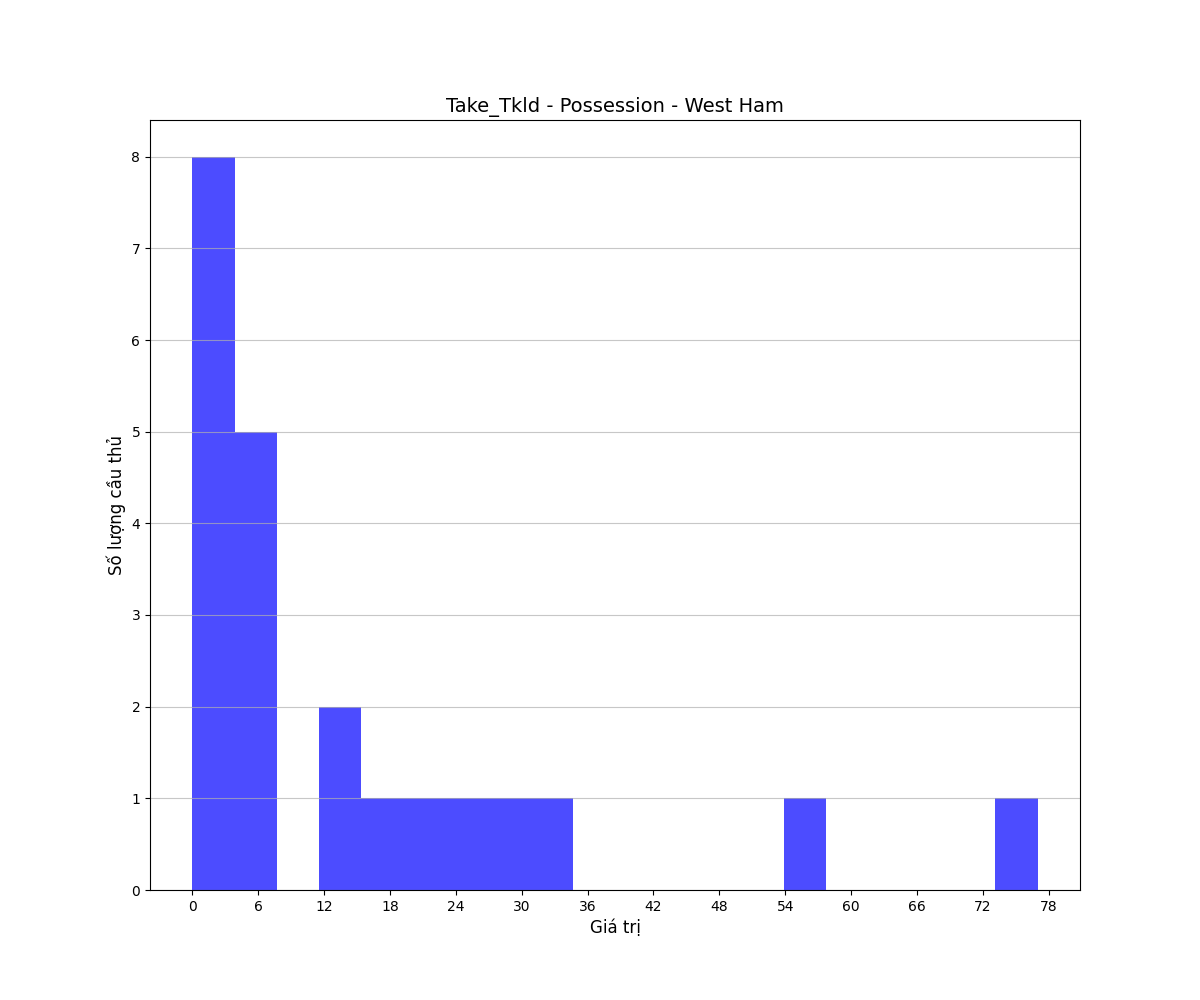 Take_Tkld - Possession - West Ham
8
7
6
5
4
3
2
1
0
Số lượng cầu thủ
0 6 12 18 24 30 36 42 48 54 60 66 72 78
Giá trị